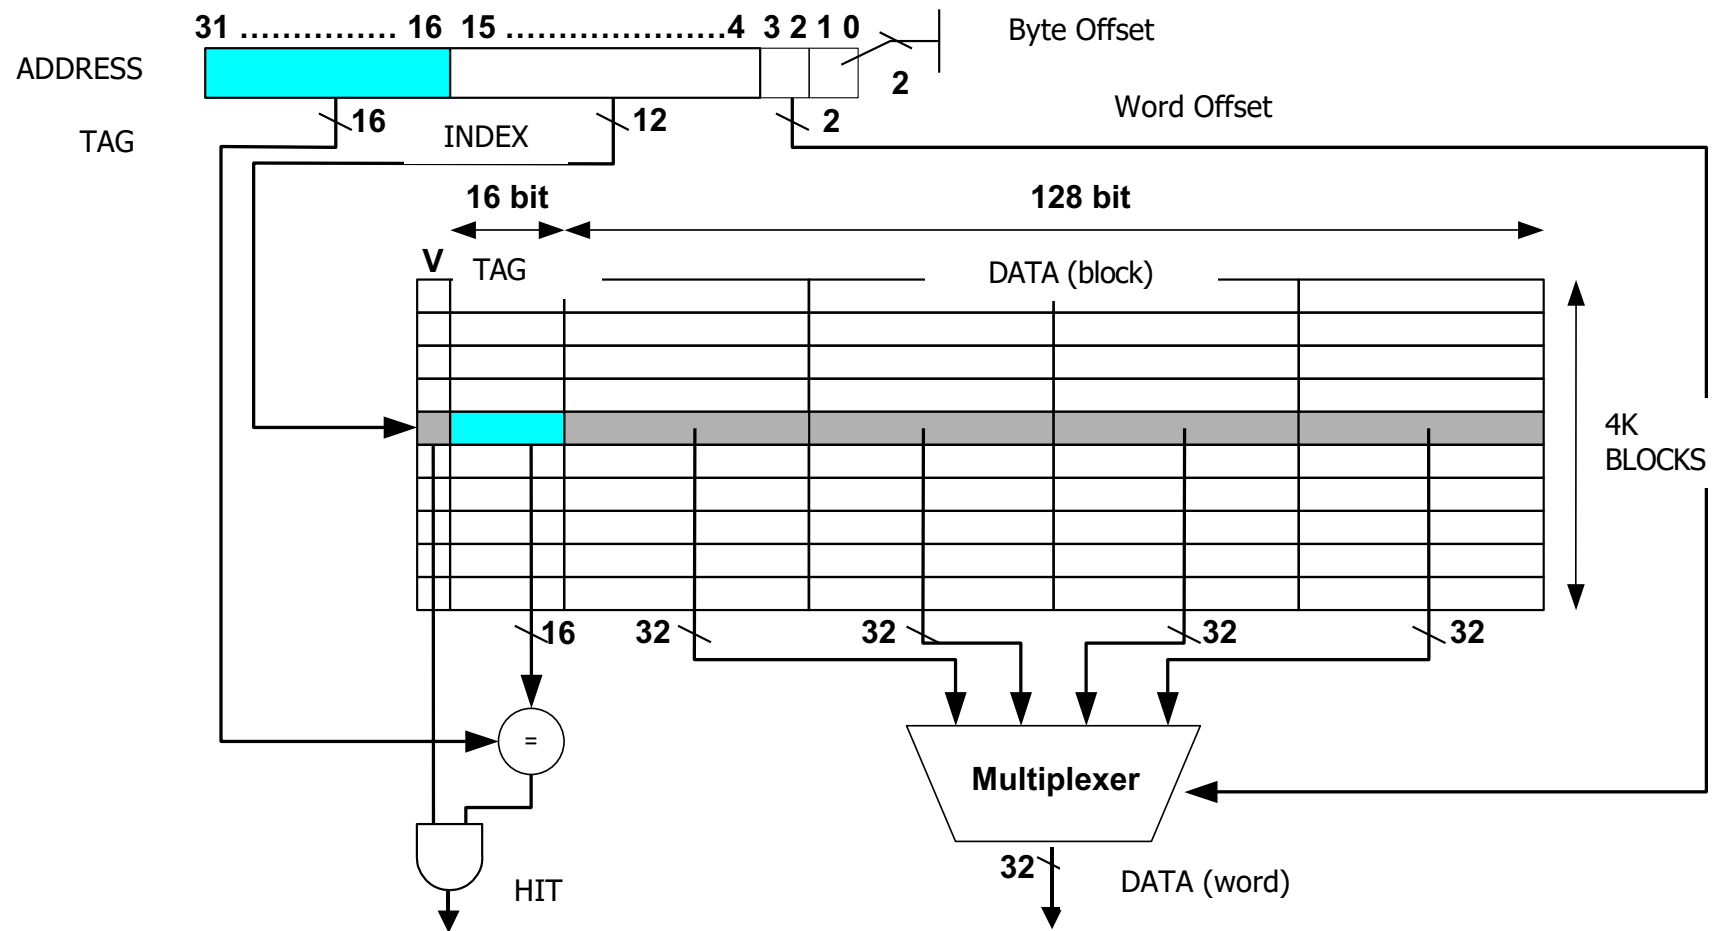 31 .............. 16 15 ......................4 3 2 1 0
Byte Offset
ADDRESS
2
Word Offset
16
12
2
TAG
INDEX
16 bit
128 bit
V
TAG
DATA (block)
4K
BLOCKS
16
32
32
32
32
=
Multiplexer
32
DATA (word)
HIT